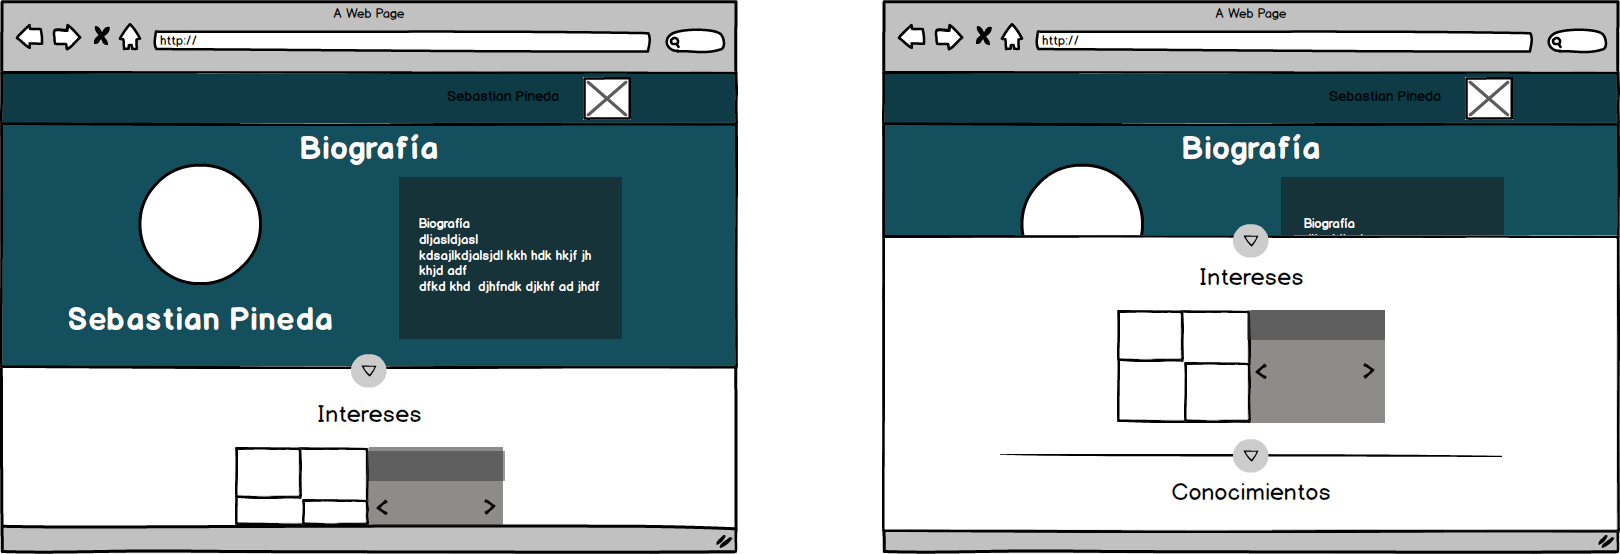 A Web Page
http://
Sebastian Pineda
Biografía
Biografía
dljasldjasl
kdsajlkdjalsjdl kkh hdk hkjf jh
khjd adf
dfkd khd djhfndk djkhf ad jhdf
Sebastian Pineda
Intereses
A Web Page
http://
Sebastian Pineda
Biografía
Biografía
Intereses
Conocimientos